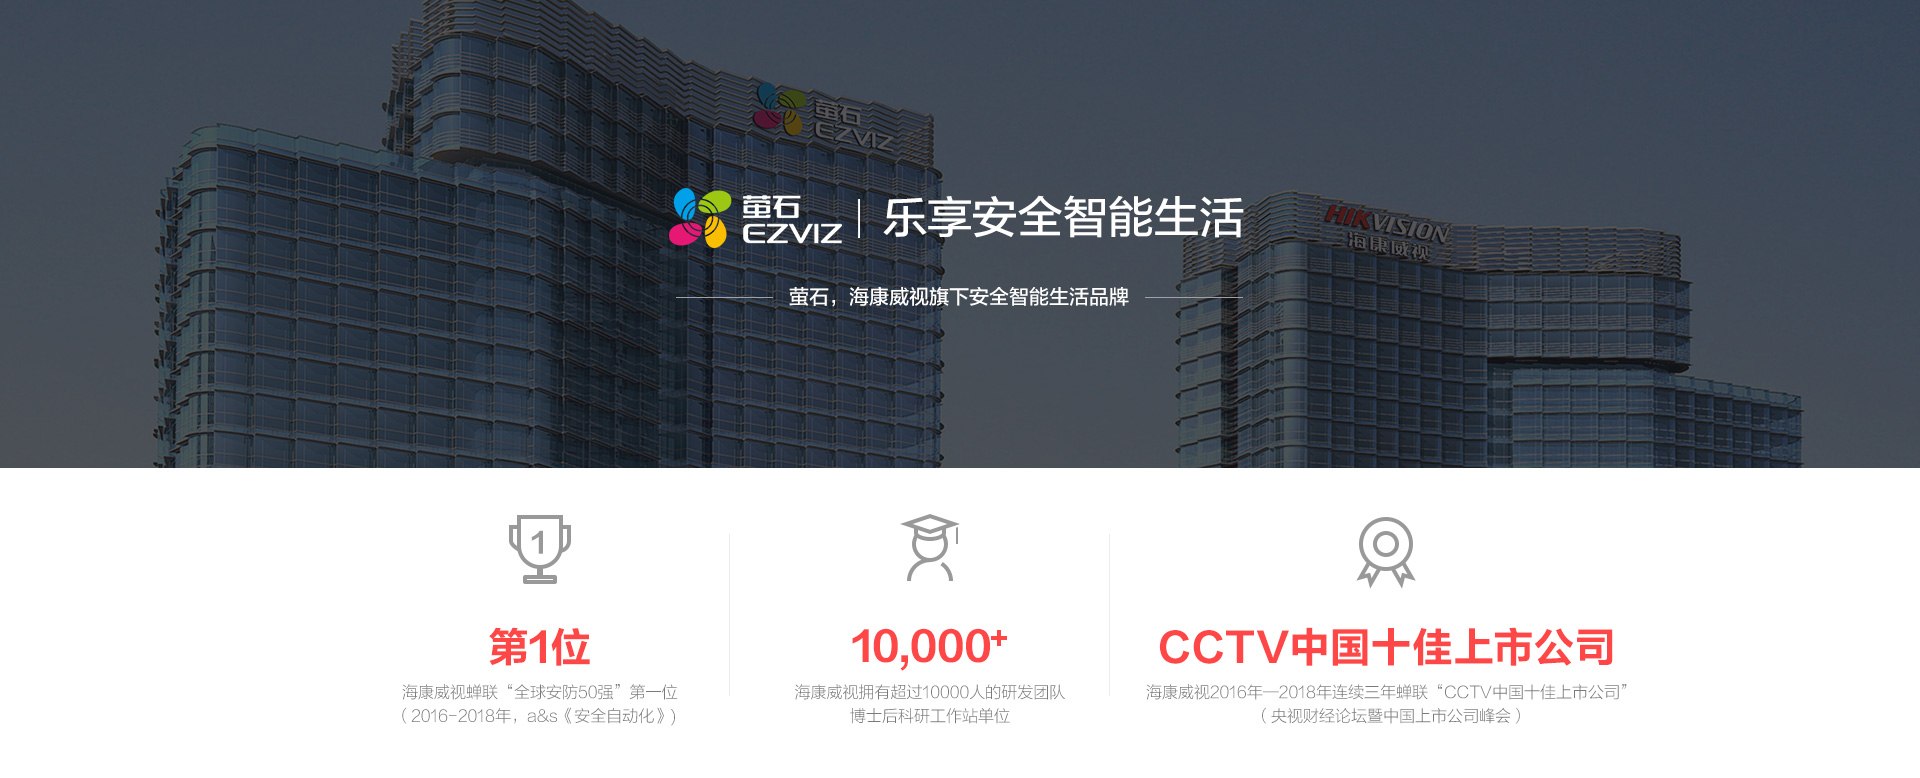 萤石
EZVIZ
HIKVISION
海康威视
萤石
EZVIZ
乐享安全智能生活
萤石，海康威视旗下安全智能生活品牌
1
第1位
海康威视蝉联“全球安防50强”第一位
（2016-2018年，a&s《安全自动化》）
10,000+
海康威视拥有超过10000人的研发团队
博士后科研工作站单位
CCTV中国十佳上市公司
海康威视2016年—2018年连续三年蝉联“CCTV中国十佳上市公司”
（央视财经论坛暨中国上市公司峰会）